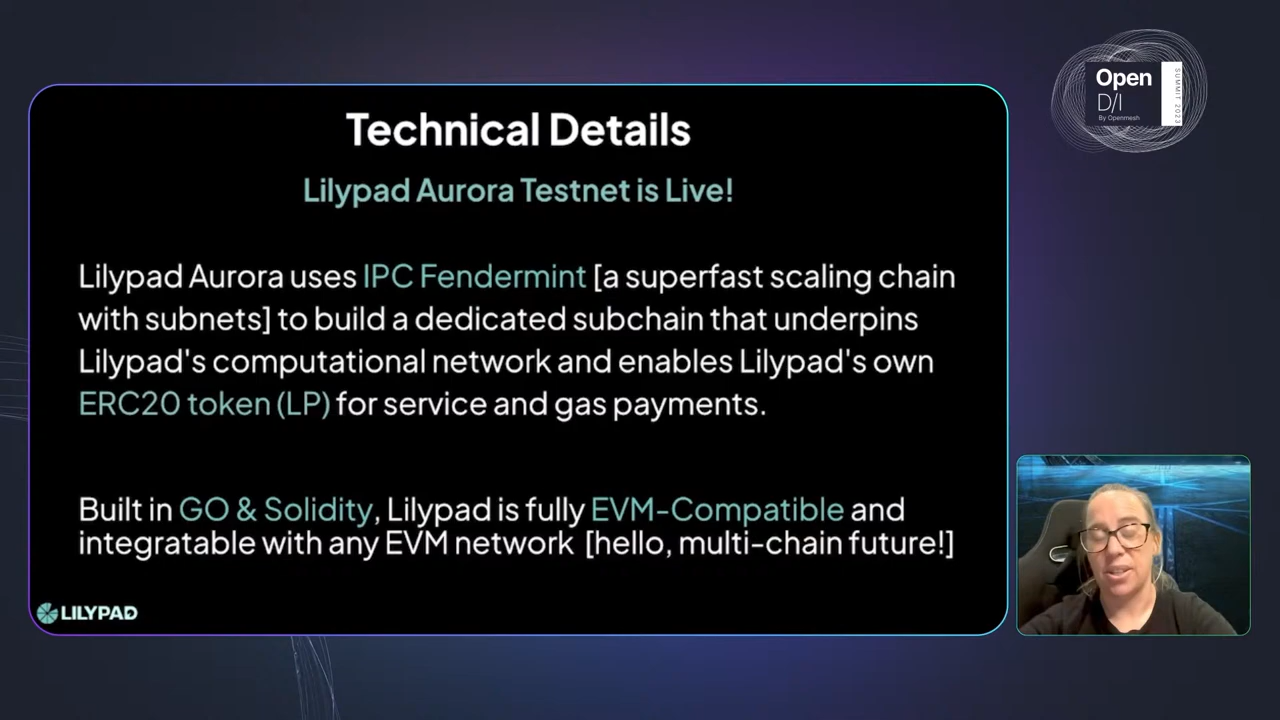 Technical Details
Lilypad Aurora Testnet is Live!
Lilypad Aurora uses IPC Fendermint [a superfast scaling chain
with subnets] to build a dedicated subchain that underpins
Lilypad's computational network and enables Lilypad's own
ERC20 token (LP) for service and gas payments.
Built in GO & Solidity, Lilypad is fully EVM-Compatible and
integratable with any EVM network [hello, multi-chain future!]
LILYPAD
Open
D/I
By Openmesh
SUMMIT 2023